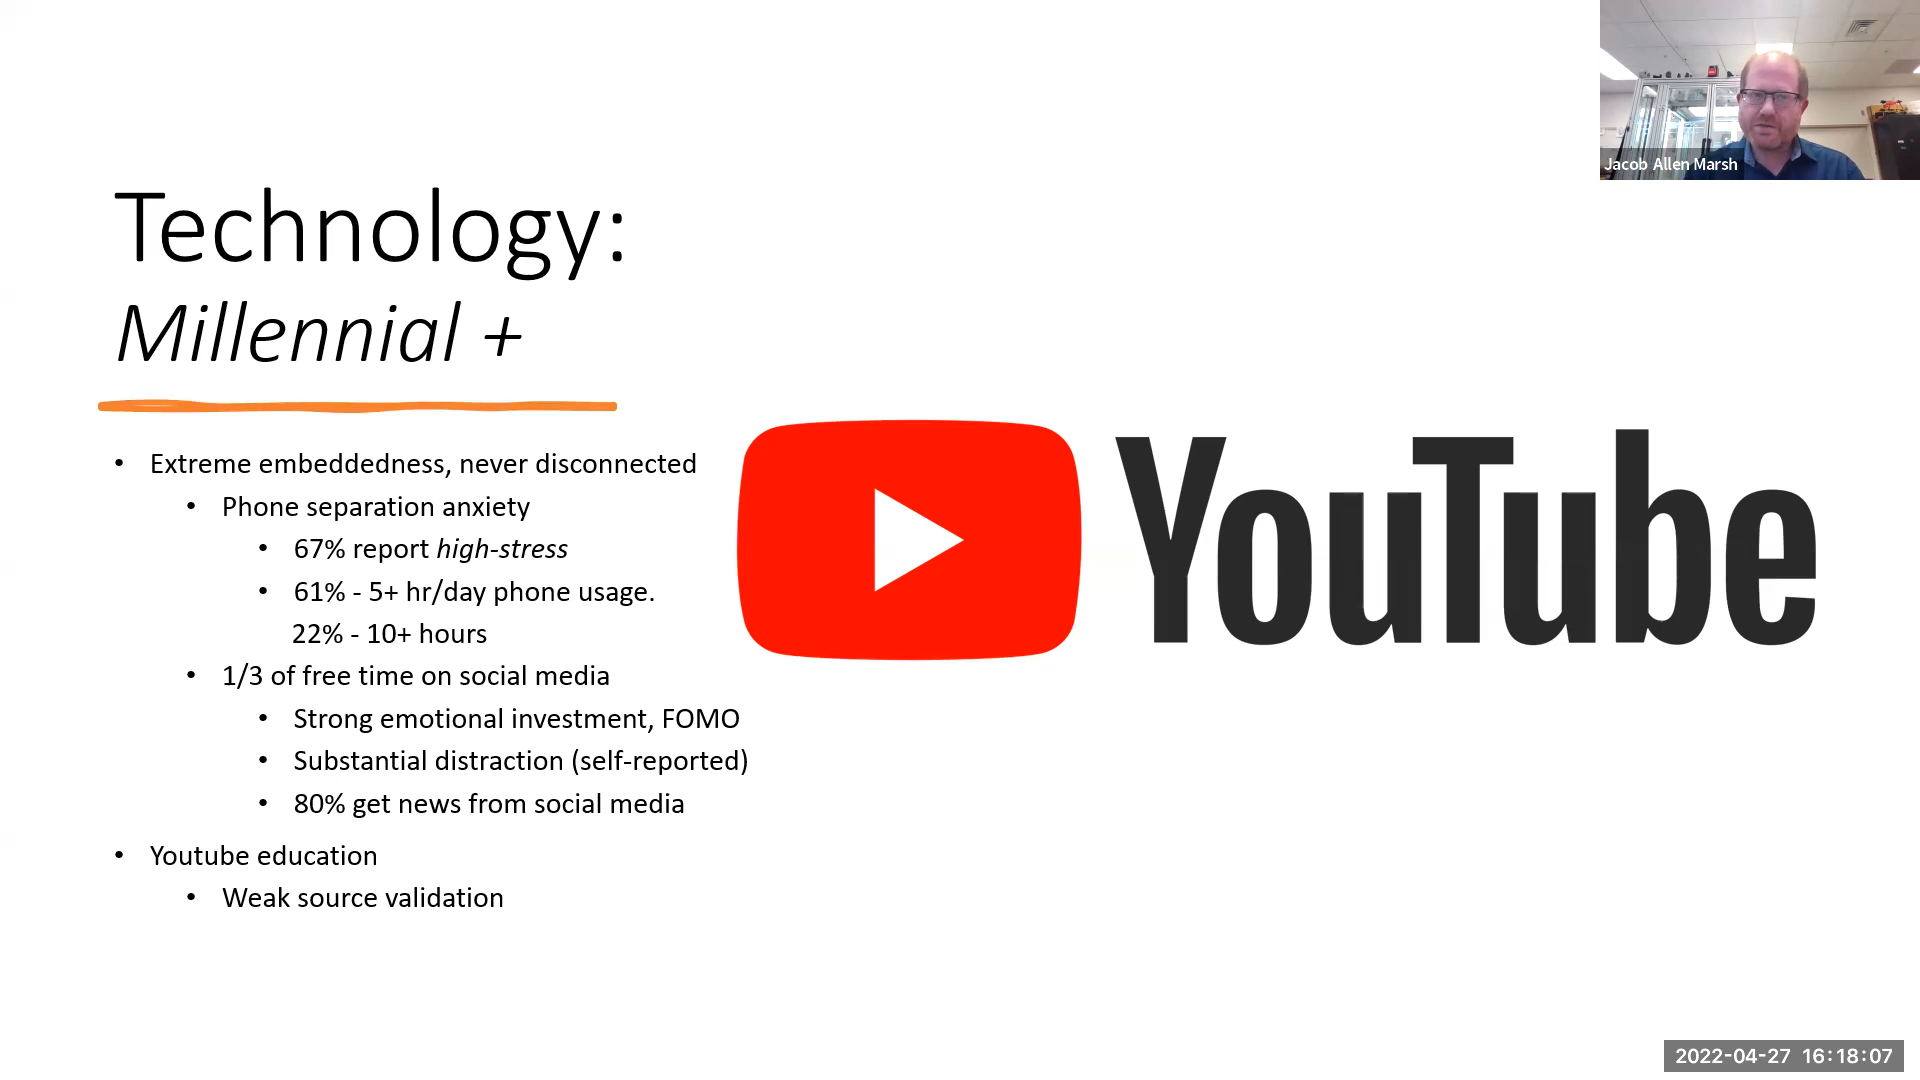 Jacob Allen Marsh
Technology:
Millennial +
• Extreme embeddedness, never disconnected
• Phone separation anxiety
• 67% report high-stress
• 61% - 5+ hr/day phone usage.
22% - 10+ hours
• 1/3 of free time on social media
• Strong emotional investment, FOMO
• Substantial distraction (self-reported)
• 80% get news from social media
• Youtube education
• Weak source validation
YouTube
2022-04-27 16:18:07